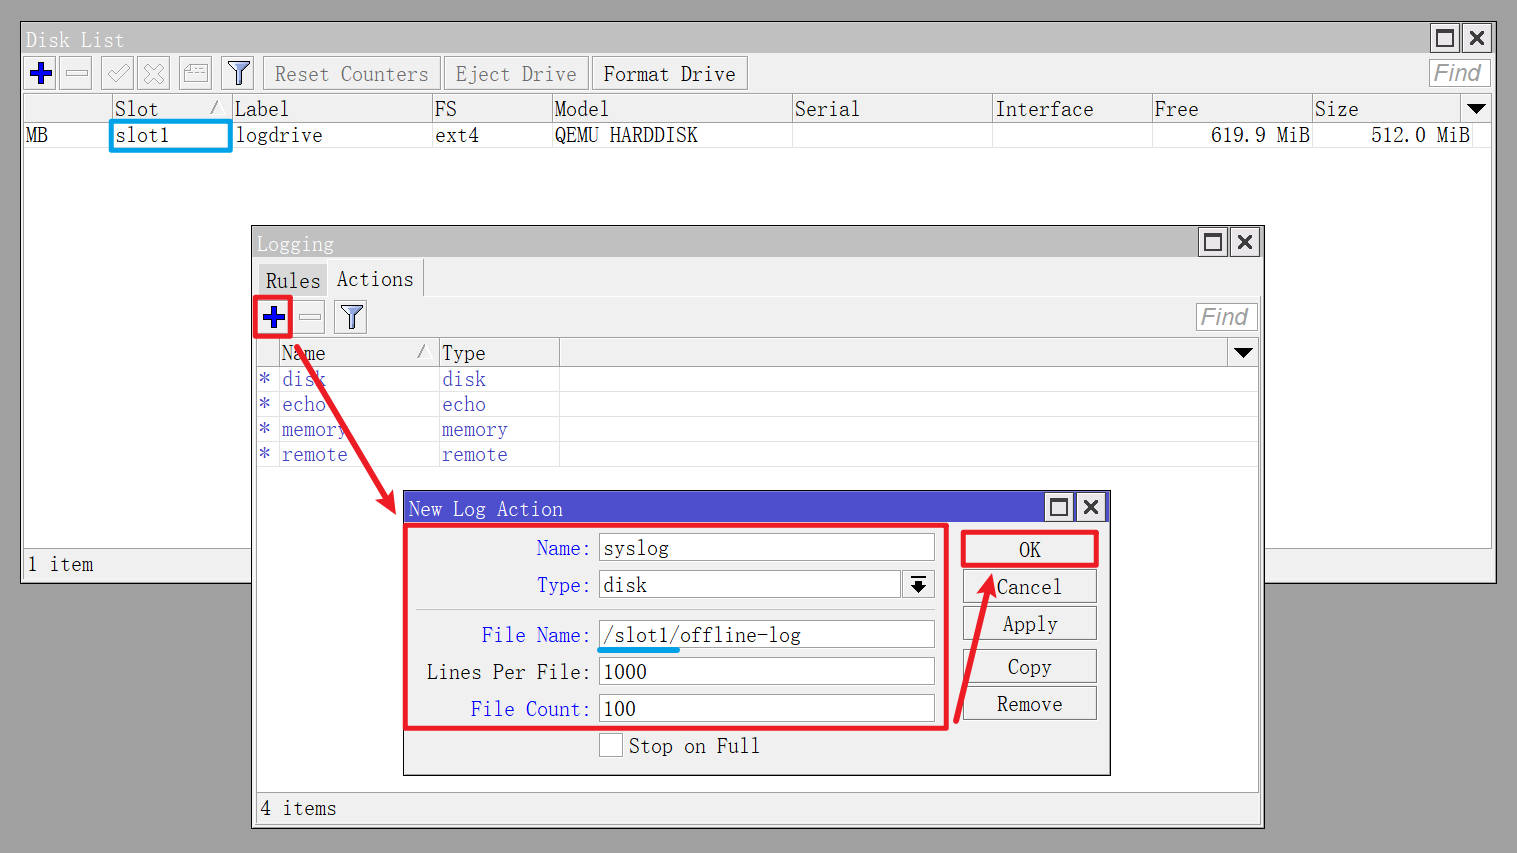 Disk List
Reset Counters Eject Drive Format Drive Find
Slot Label FS Model Serial Interface Free Size
MB slot1 logdrive ext4 QEMU HARDDISK 619.9 MiB 512.0 MiB
Logging
Rules Actions
Find
Name Type
* disk disk
* echo echo
* memory memory
* remote remote
New Log Action
Name: syslog OK
Type: disk Cancel
File Name: /slot1/offline-log Apply
Lines Per File: 1000 Copy
File Count: 100 Remove
Stop on Full
1 item
4 items